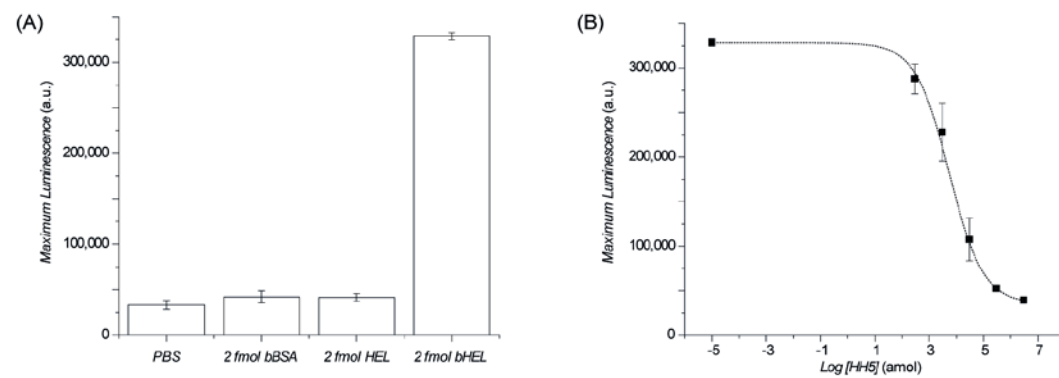 (A)
Maximum Luminescence (a.u.)
300,000
200,000
100,000
0
PBS
2 fmol bBSA
2 fmol HEL
2 fmol bHEL
(B)
Maximum Luminescence (a.u.)
300,000
200,000
100,000
0
-5 -3 -1 1 3 5 7
Log [HH5] (amol)